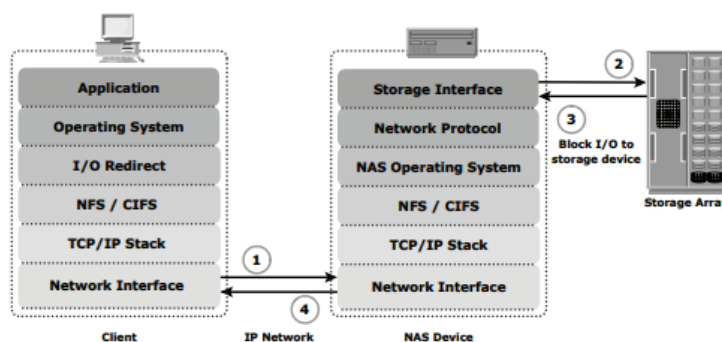 Application
Operating System
I/O Redirect
NFS / CIFS
TCP/IP Stack
Network Interface
Client
1
4
IP Network
Storage Interface
Network Protocol
NAS Operating System
NFS / CIFS
TCP/IP Stack
Network Interface
NAS Device
2
3
Block I/O to
storage device
Storage Array